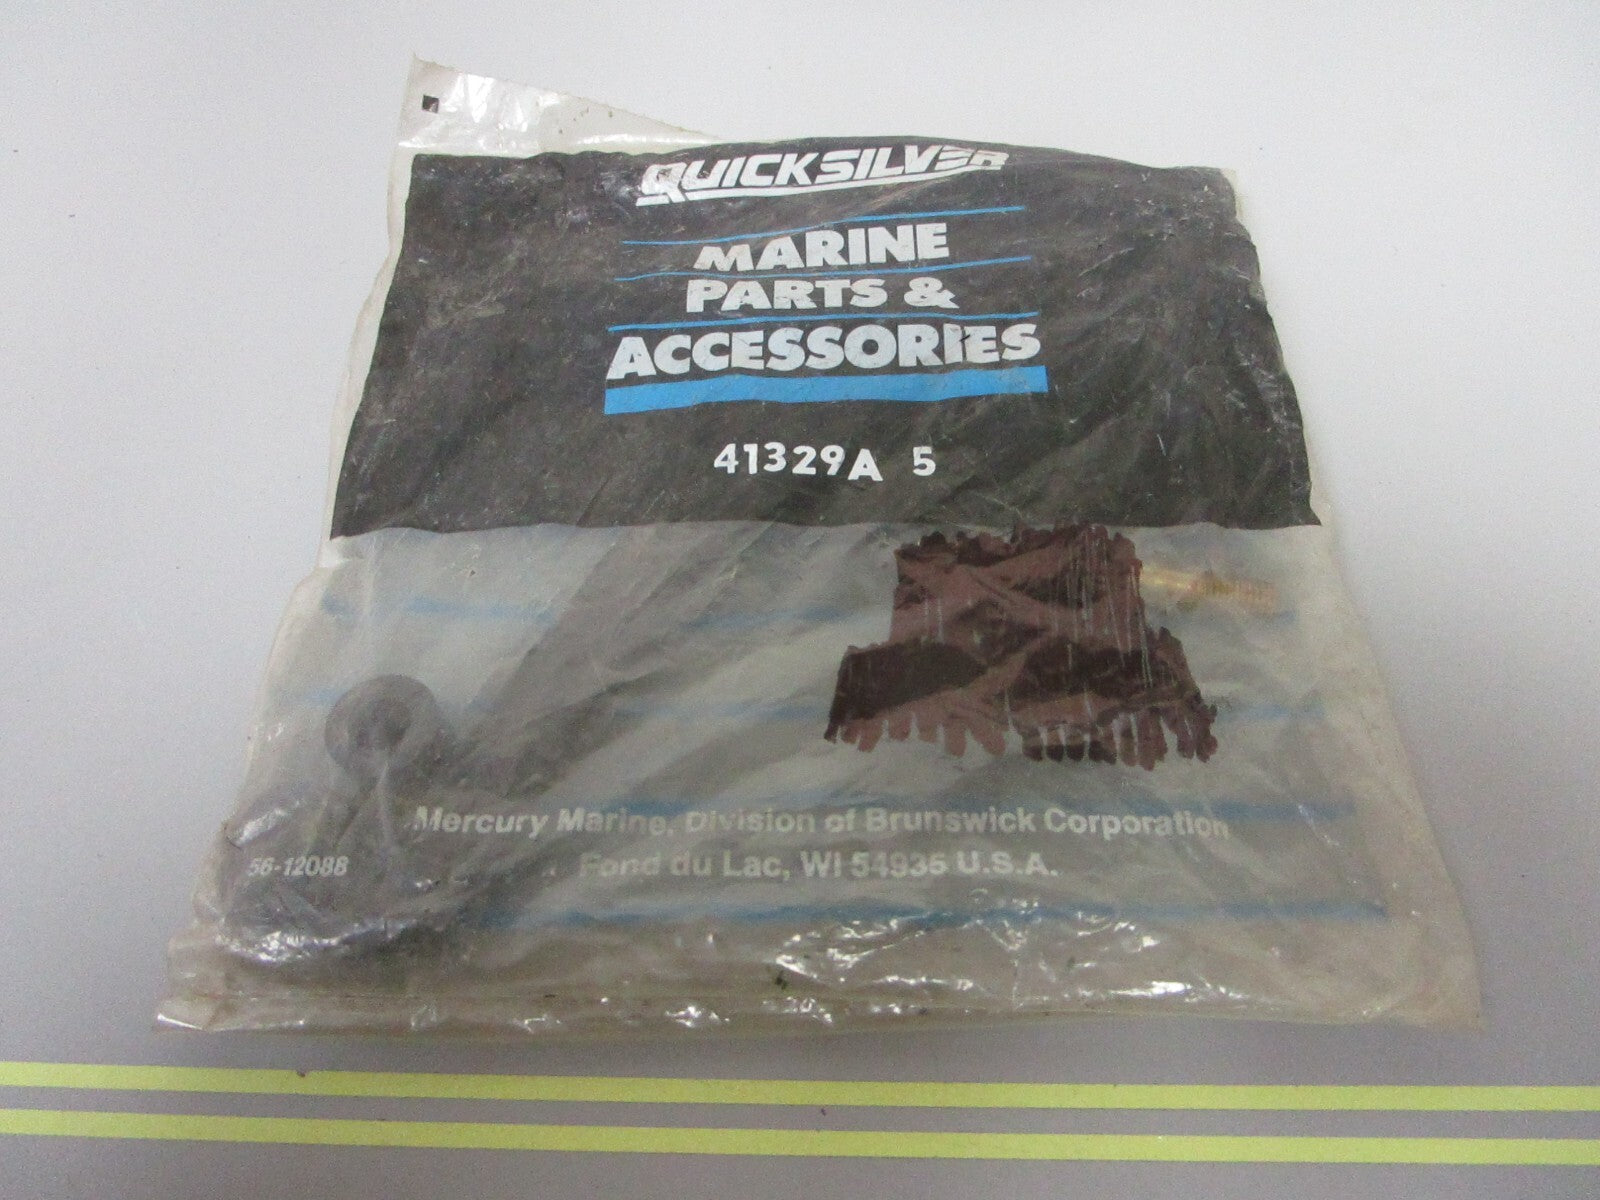 QUICKSILVER
MARINE
PARTS &
ACCESSORIES
41329A 5
Mercury Marine, Division of Brunswick Corporation
56-12088
Fond du Lac, WI 54935 U.S.A.